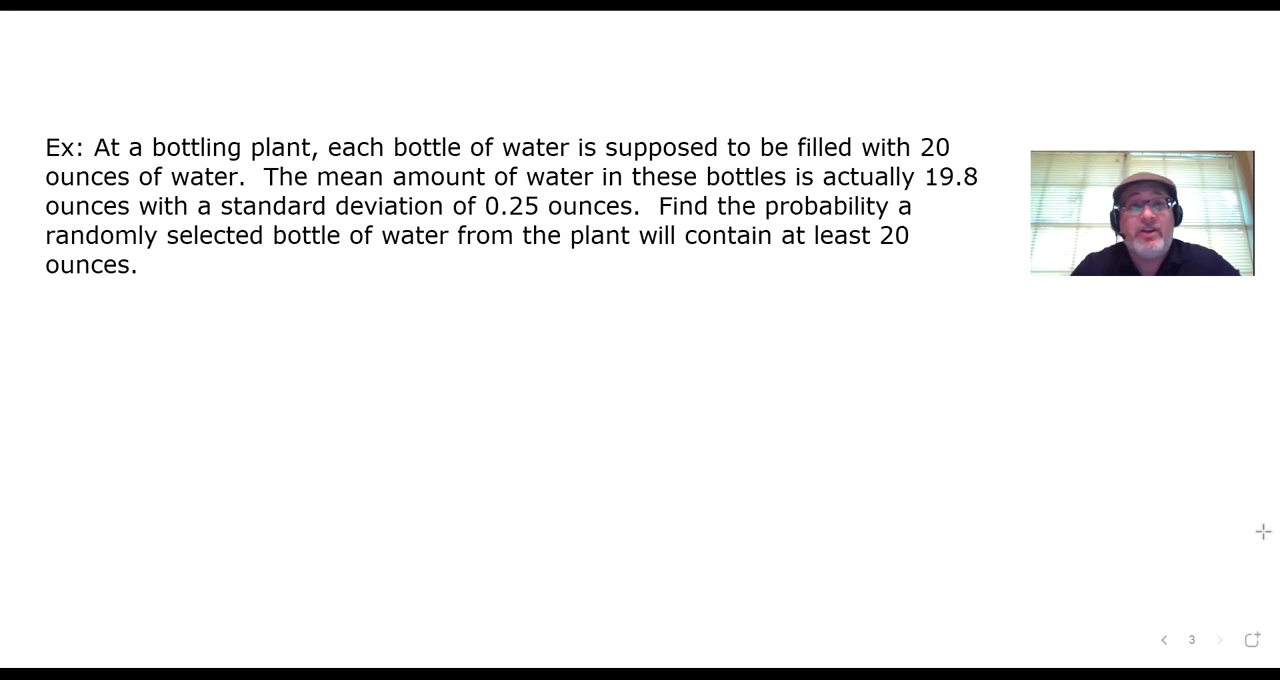 Ex: At a bottling plant, each bottle of water is supposed to be filled with 20
ounces of water.  The mean amount of water in these bottles is actually 19.8
ounces with a standard deviation of 0.25 ounces.  Find the probability a
randomly selected bottle of water from the plant will contain at least 20
ounces.
3